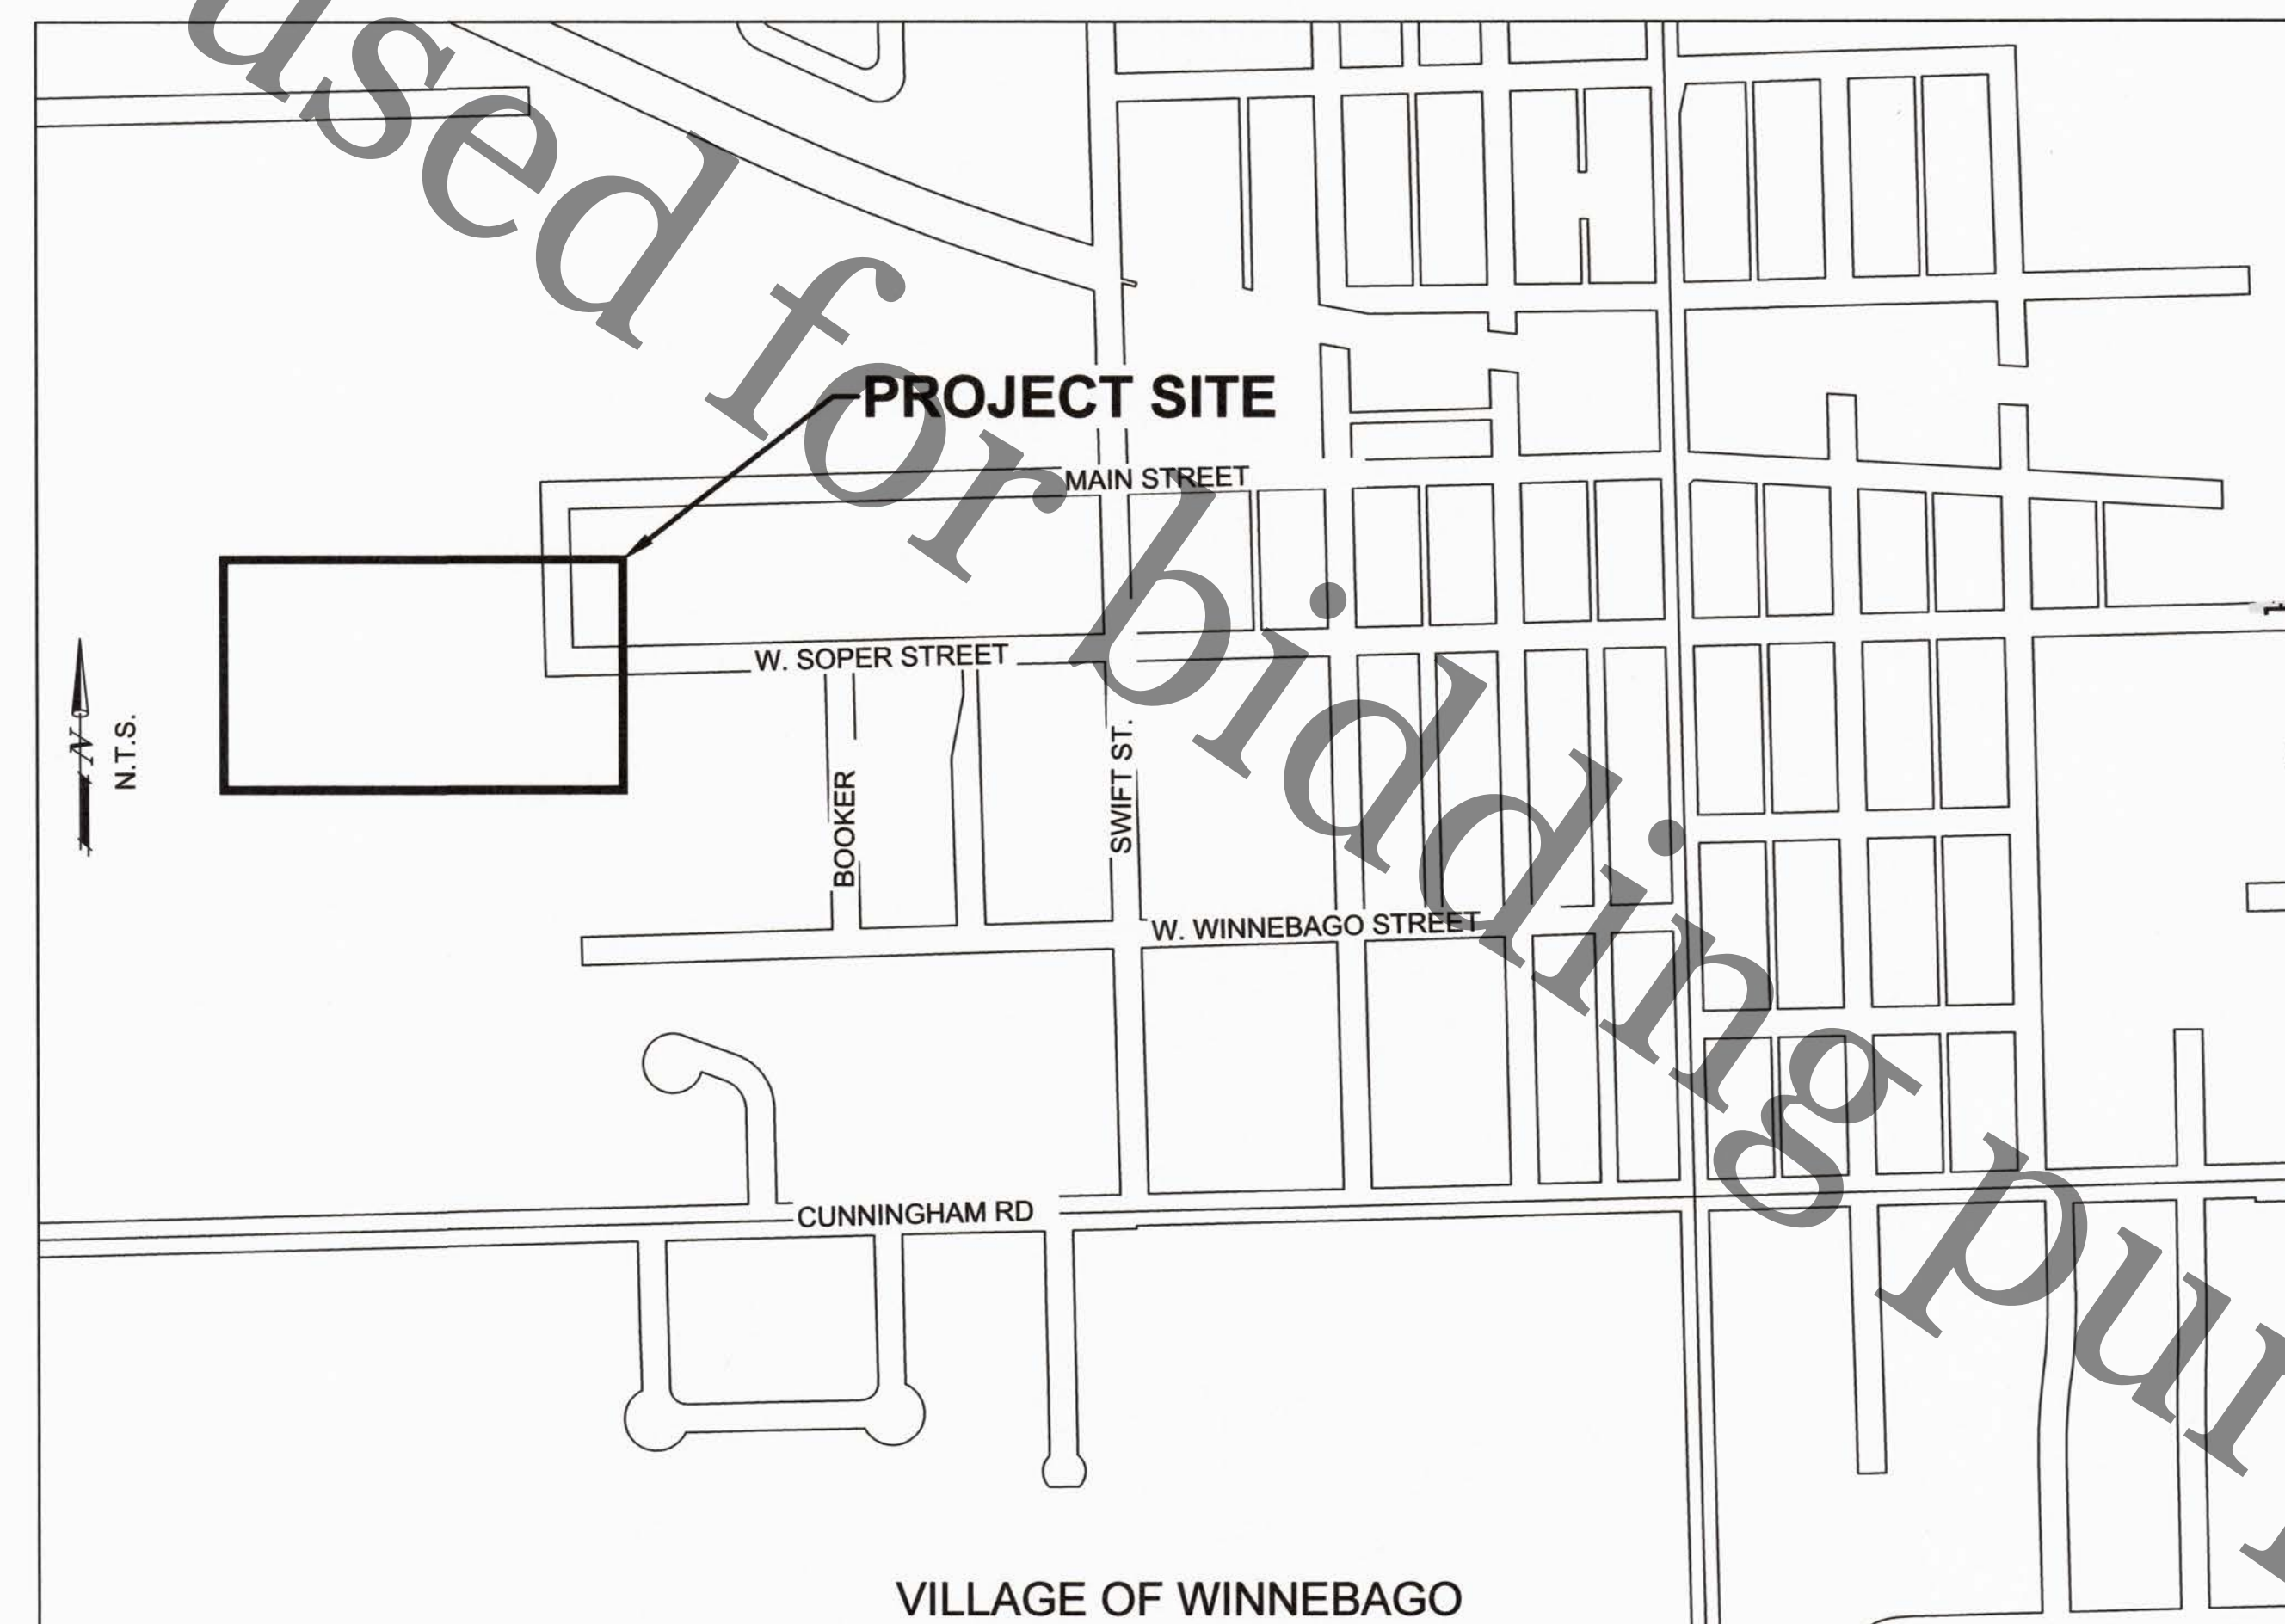 used for bidding pur
PROJECT SITE
MAIN STREET
W. SOPER STREET
N
N.T.S.
BOOKER
SWIFT ST.
W. WINNEBAGO STREET
CUNNINGHAM RD
VILLAGE OF WINNEBAGO